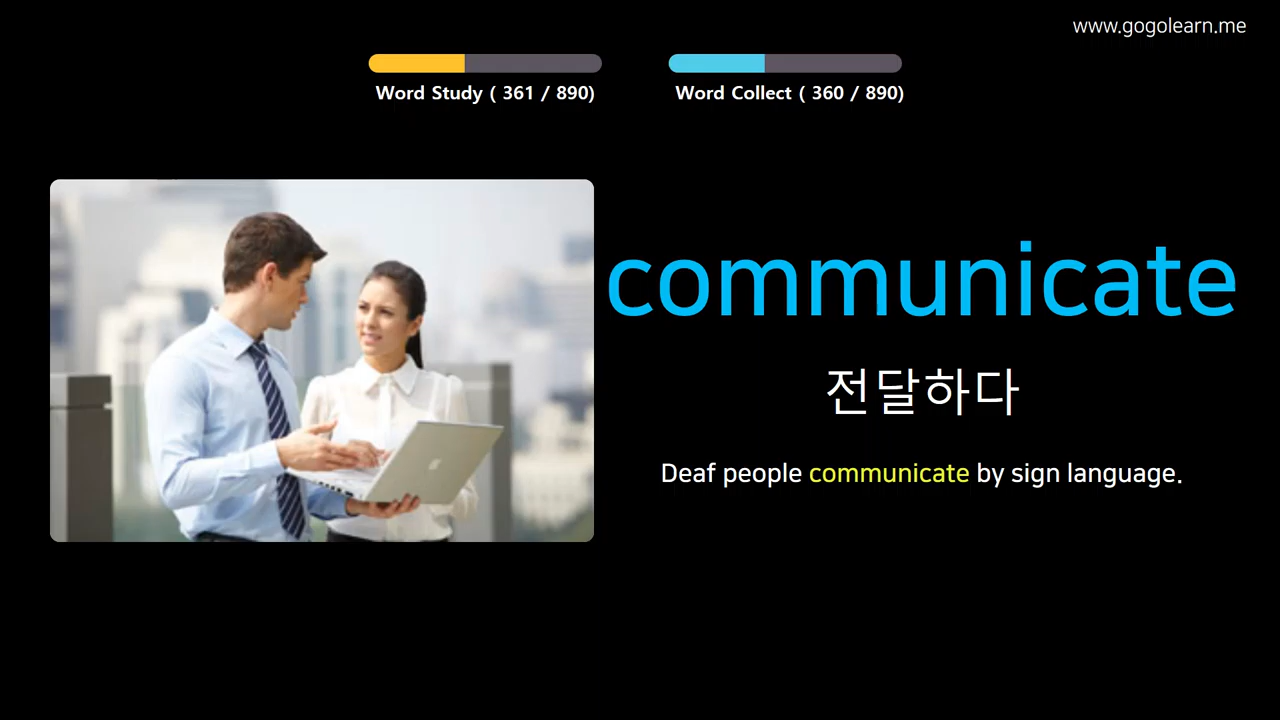 www.gogolearn.me
Word Study ( 361 / 890)
Word Collect ( 360 / 890)
communicate
전달하다
Deaf people communicate by sign language.